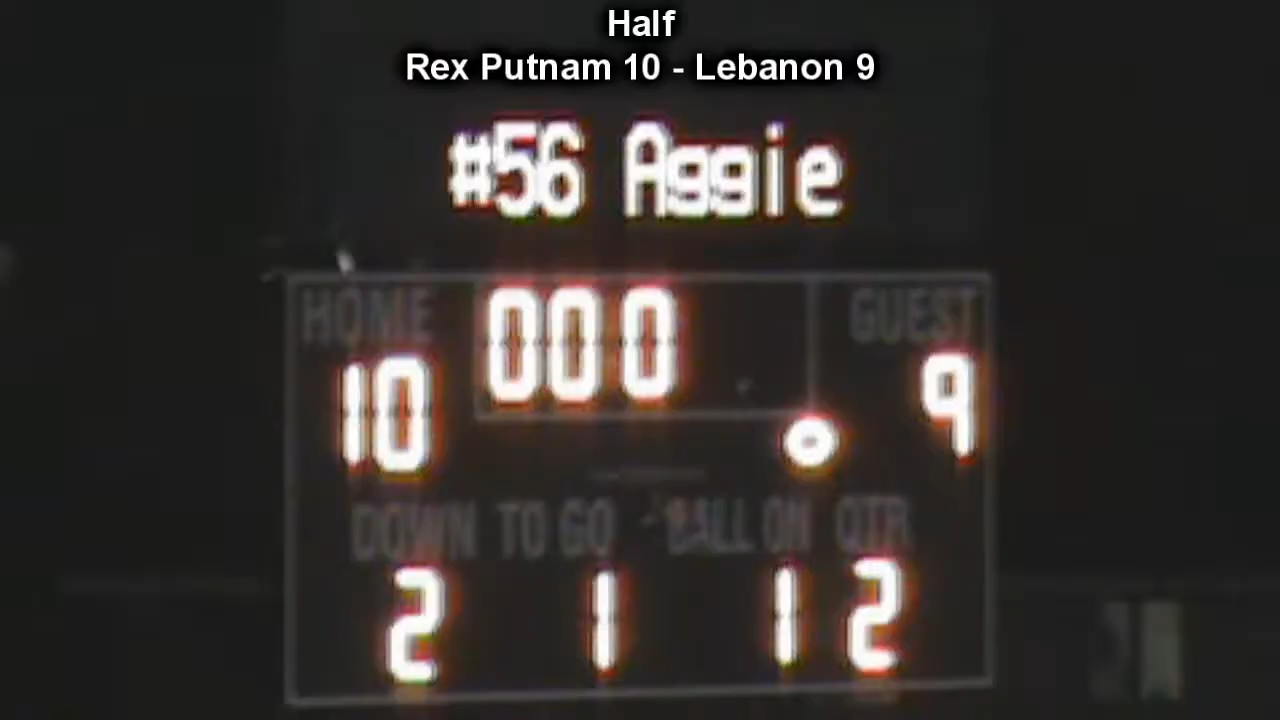 Half
Rex Putnam 10 - Lebanon 9
#56 Aggie
HOME 000 GUEST
10 9
DOWN TO GO BALL ON QTR
2 1 1 2